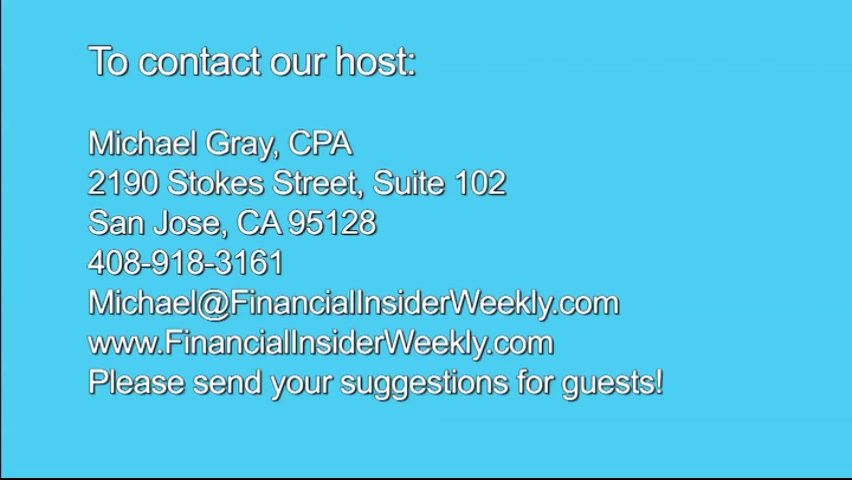 To contact our host:
Michael Gray, CPA
2190 Stokes Street, Suite 102
San Jose, CA 95128
408-918-3161
Michael@FinancialInsiderWeekly.com
www.FinancialInsiderWeekly.com
Please send your suggestions for guests!